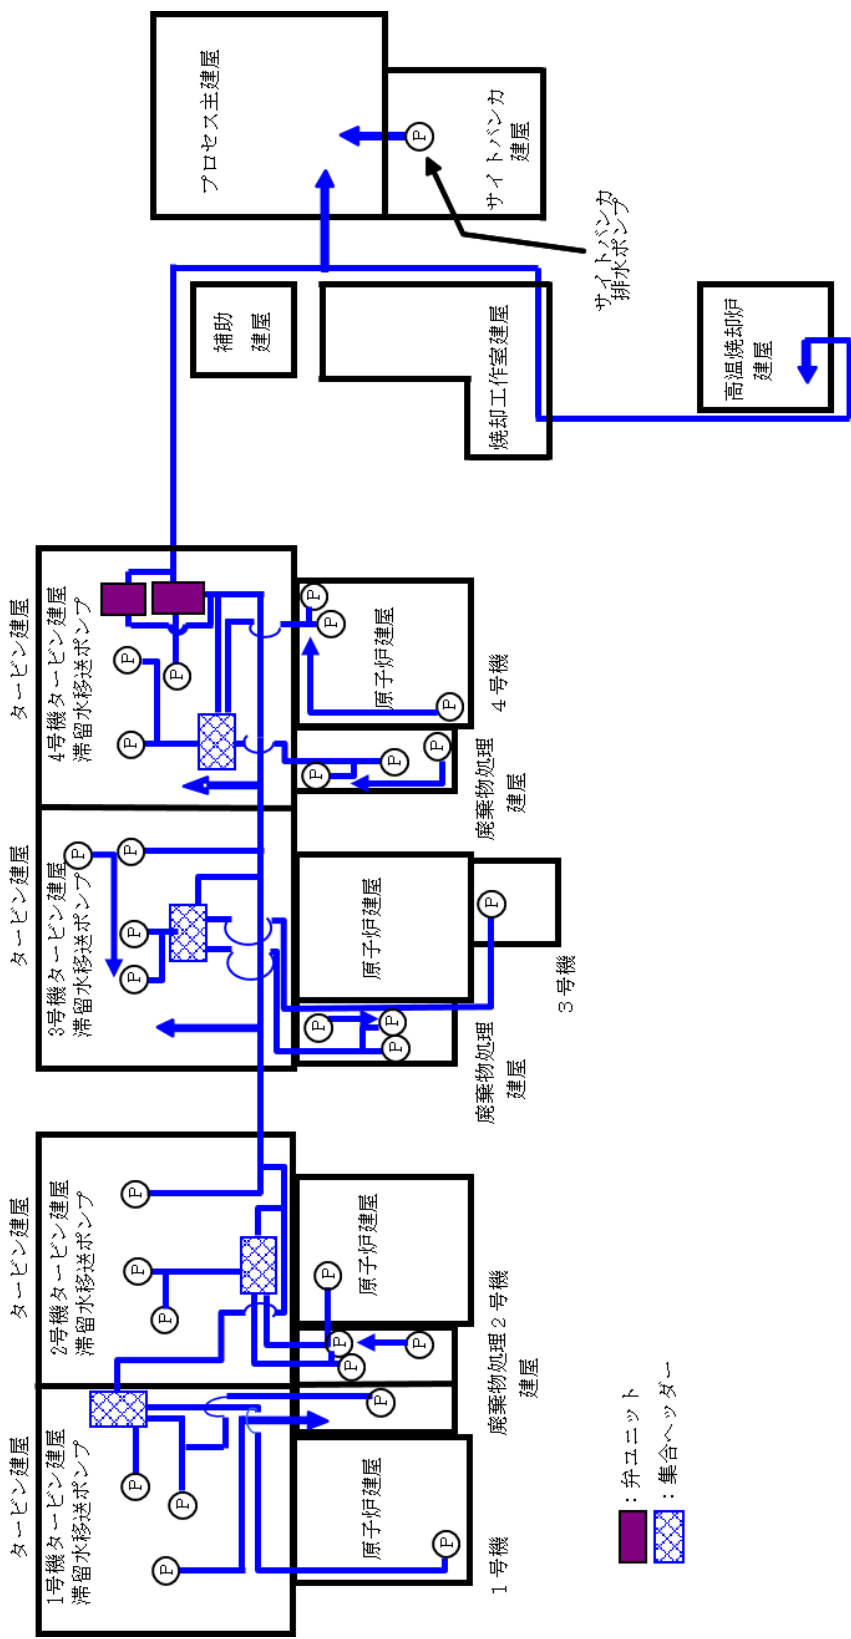 タービン建屋
1号機タービン建屋
滞留水移送ポンプ
P
P
P
原子炉建屋
P
P
1号機
タービン建屋
2号機タービン建屋
滞留水移送ポンプ
P
P
P
P
P
P
P
原子炉建屋
廃棄物処理
建屋
2号機
タービン建屋
3号機タービン建屋
滞留水移送ポンプ
P
P
P
P
P
P
P
原子炉建屋
P
廃棄物処理
建屋
3号機
タービン建屋
4号機タービン建屋
滞留水移送ポンプ
P
P
P
P
P
P
原子炉建屋
P
P
P
廃棄物処理
建屋
4号機
補助
建屋
焼却工作室建屋
高温焼却炉
建屋
プロセス主建屋
P
サイトバンカ
建屋
サイトバンカ
排水ポンプ
：弁ユニット
：集合ヘッダー